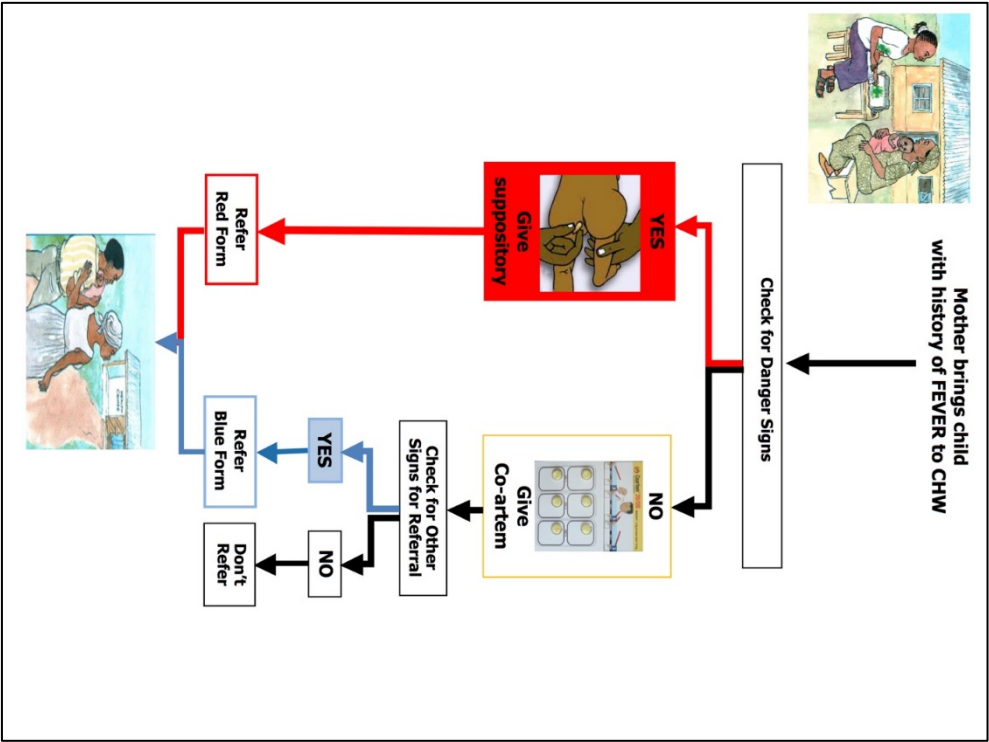 Mother brings child
with history of FEVER to CHW
Check for Danger Signs
YES
Give
suppository
Refer
Red Form
NO
Give
Co-artem
Check for Other
Signs for Referral
YES
Refer
Blue Form
NO
Don't
Refer